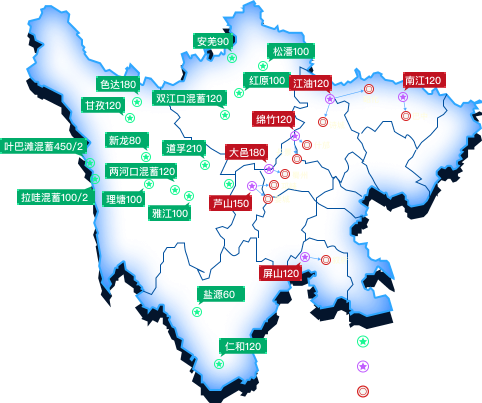 安羌90
松潘100
色达180
红原100
江油120
南江120
甘孜120
双江口混蓄120
绵竹120
新龙80
道孚210
大邑180
叶巴滩混蓄450/2
两河口混蓄120
拉哇混蓄100/2
理塘100
雅江100
芦山150
屏山120
盐源60
仁和120